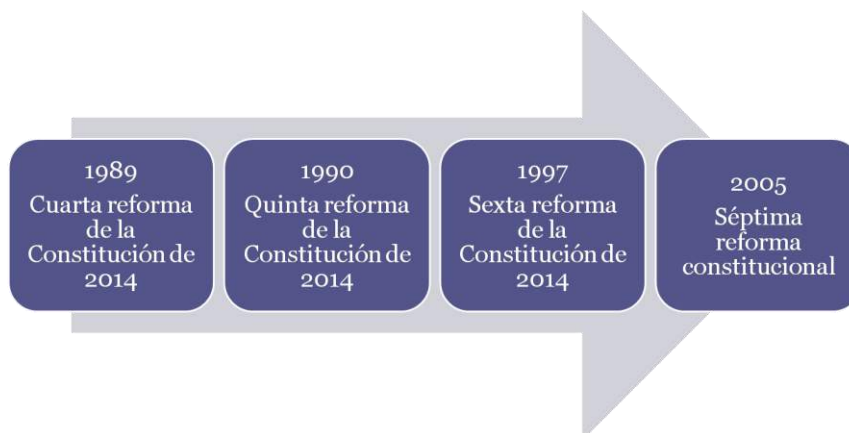 1989
Cuarta reforma
de la
Constitución de
2014
1990
Quinta reforma
de la
Constitución de
2014
1997
Sexta reforma
de la
Constitución de
2014
2005
Séptima
reforma
constitucional